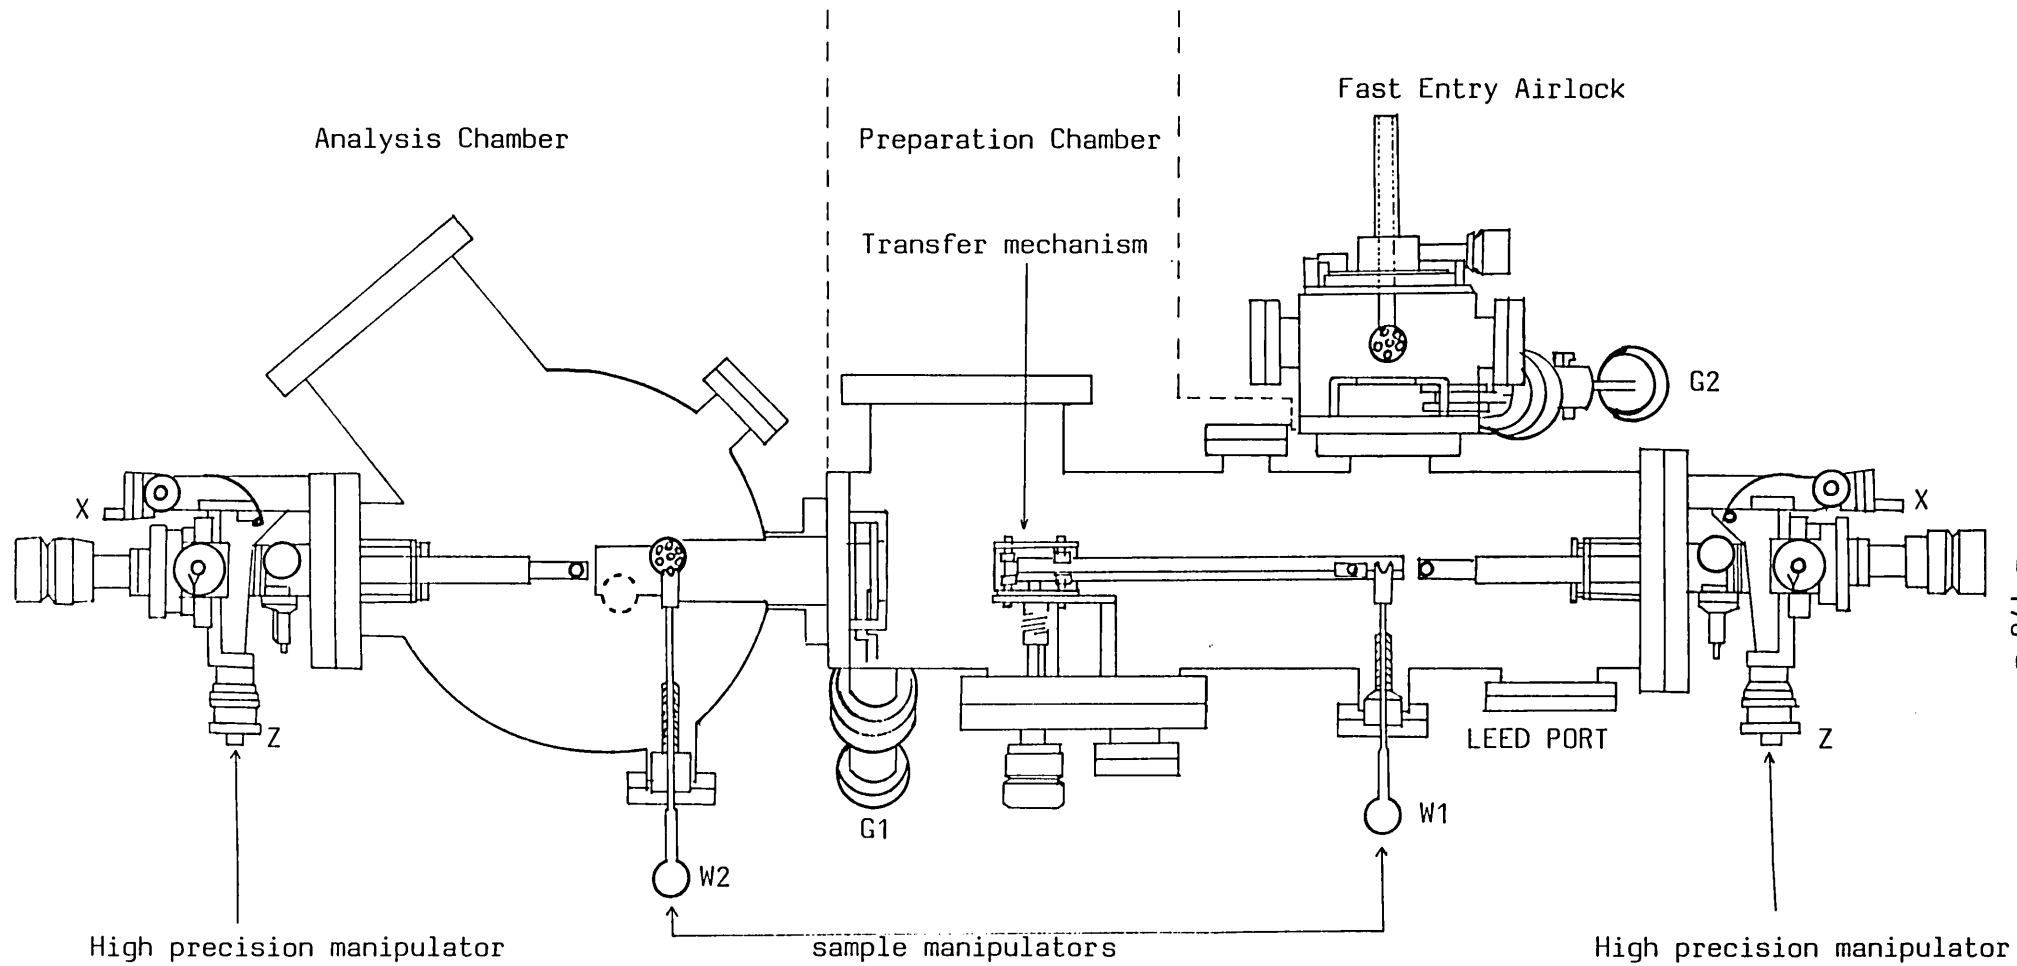 Fast Entry Airlock
Analysis Chamber
Preparation Chamber
Transfer mechanism
G2
X
X
Z
LEED PORT
Z
G1
W1
W2
High precision manipulator
sample manipulators
High precision manipulator